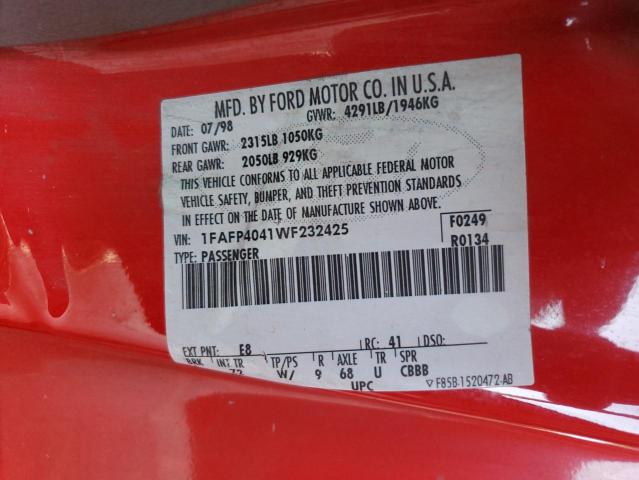 MFD. BY FORD MOTOR CO. IN U.S.A.
DATE: 07/98 GVWR: 4291LB/1946KG
FRONT GAWR: 2315LB 1050KG
REAR GAWR: 2050LB 929KG
THIS VEHICLE CONFORMS TO ALL APPLICABLE FEDERAL MOTOR
VEHICLE SAFETY, BUMPER, AND THEFT PREVENTION STANDARDS
IN EFFECT ON THE DATE OF MANUFACTURE SHOWN ABOVE.
VIN: 1FAFP4041WF232425 F0249
TYPE: PASSENGER R0134
EXT PNT: E8 RC: 41 DSO:
BRK INT TR TP/PS R AXLE TR SPR
W/ 9 68 U CBBB
UPC ▽ F85B-1520472-AB